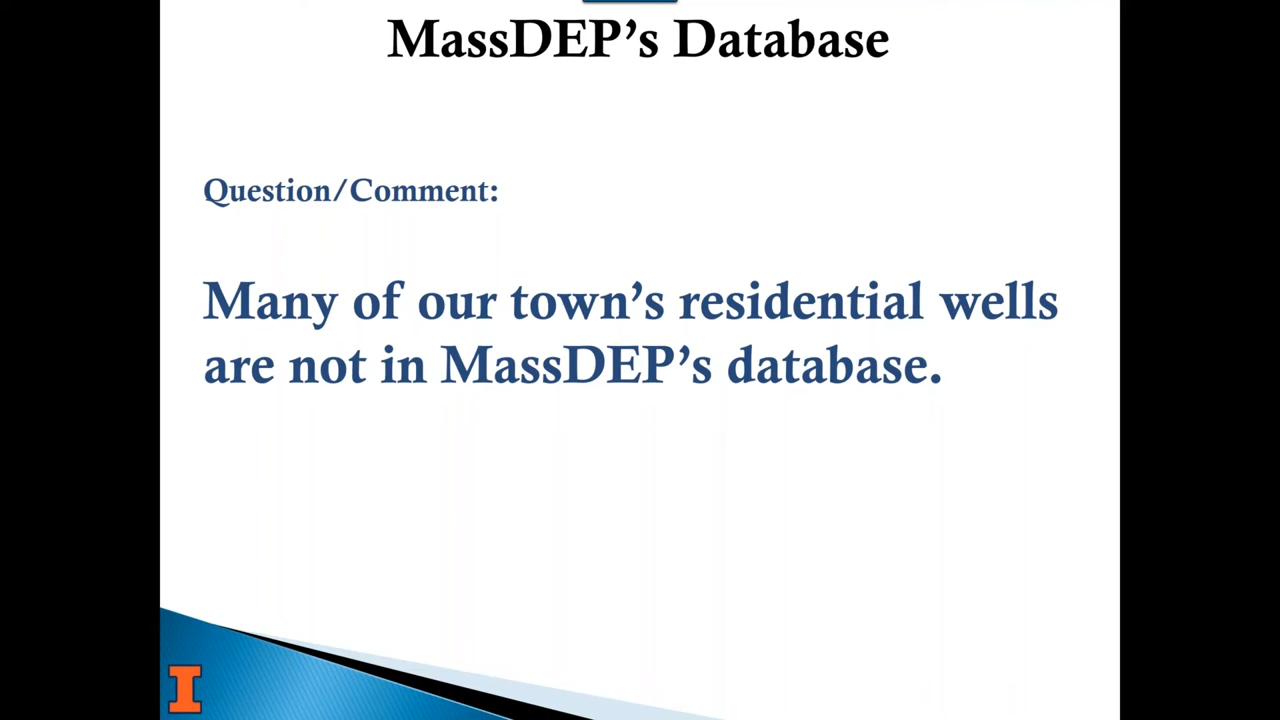 MassDEP’s Database
Question/Comment:
Many of our town’s residential wells
are not in MassDEP’s database.
I